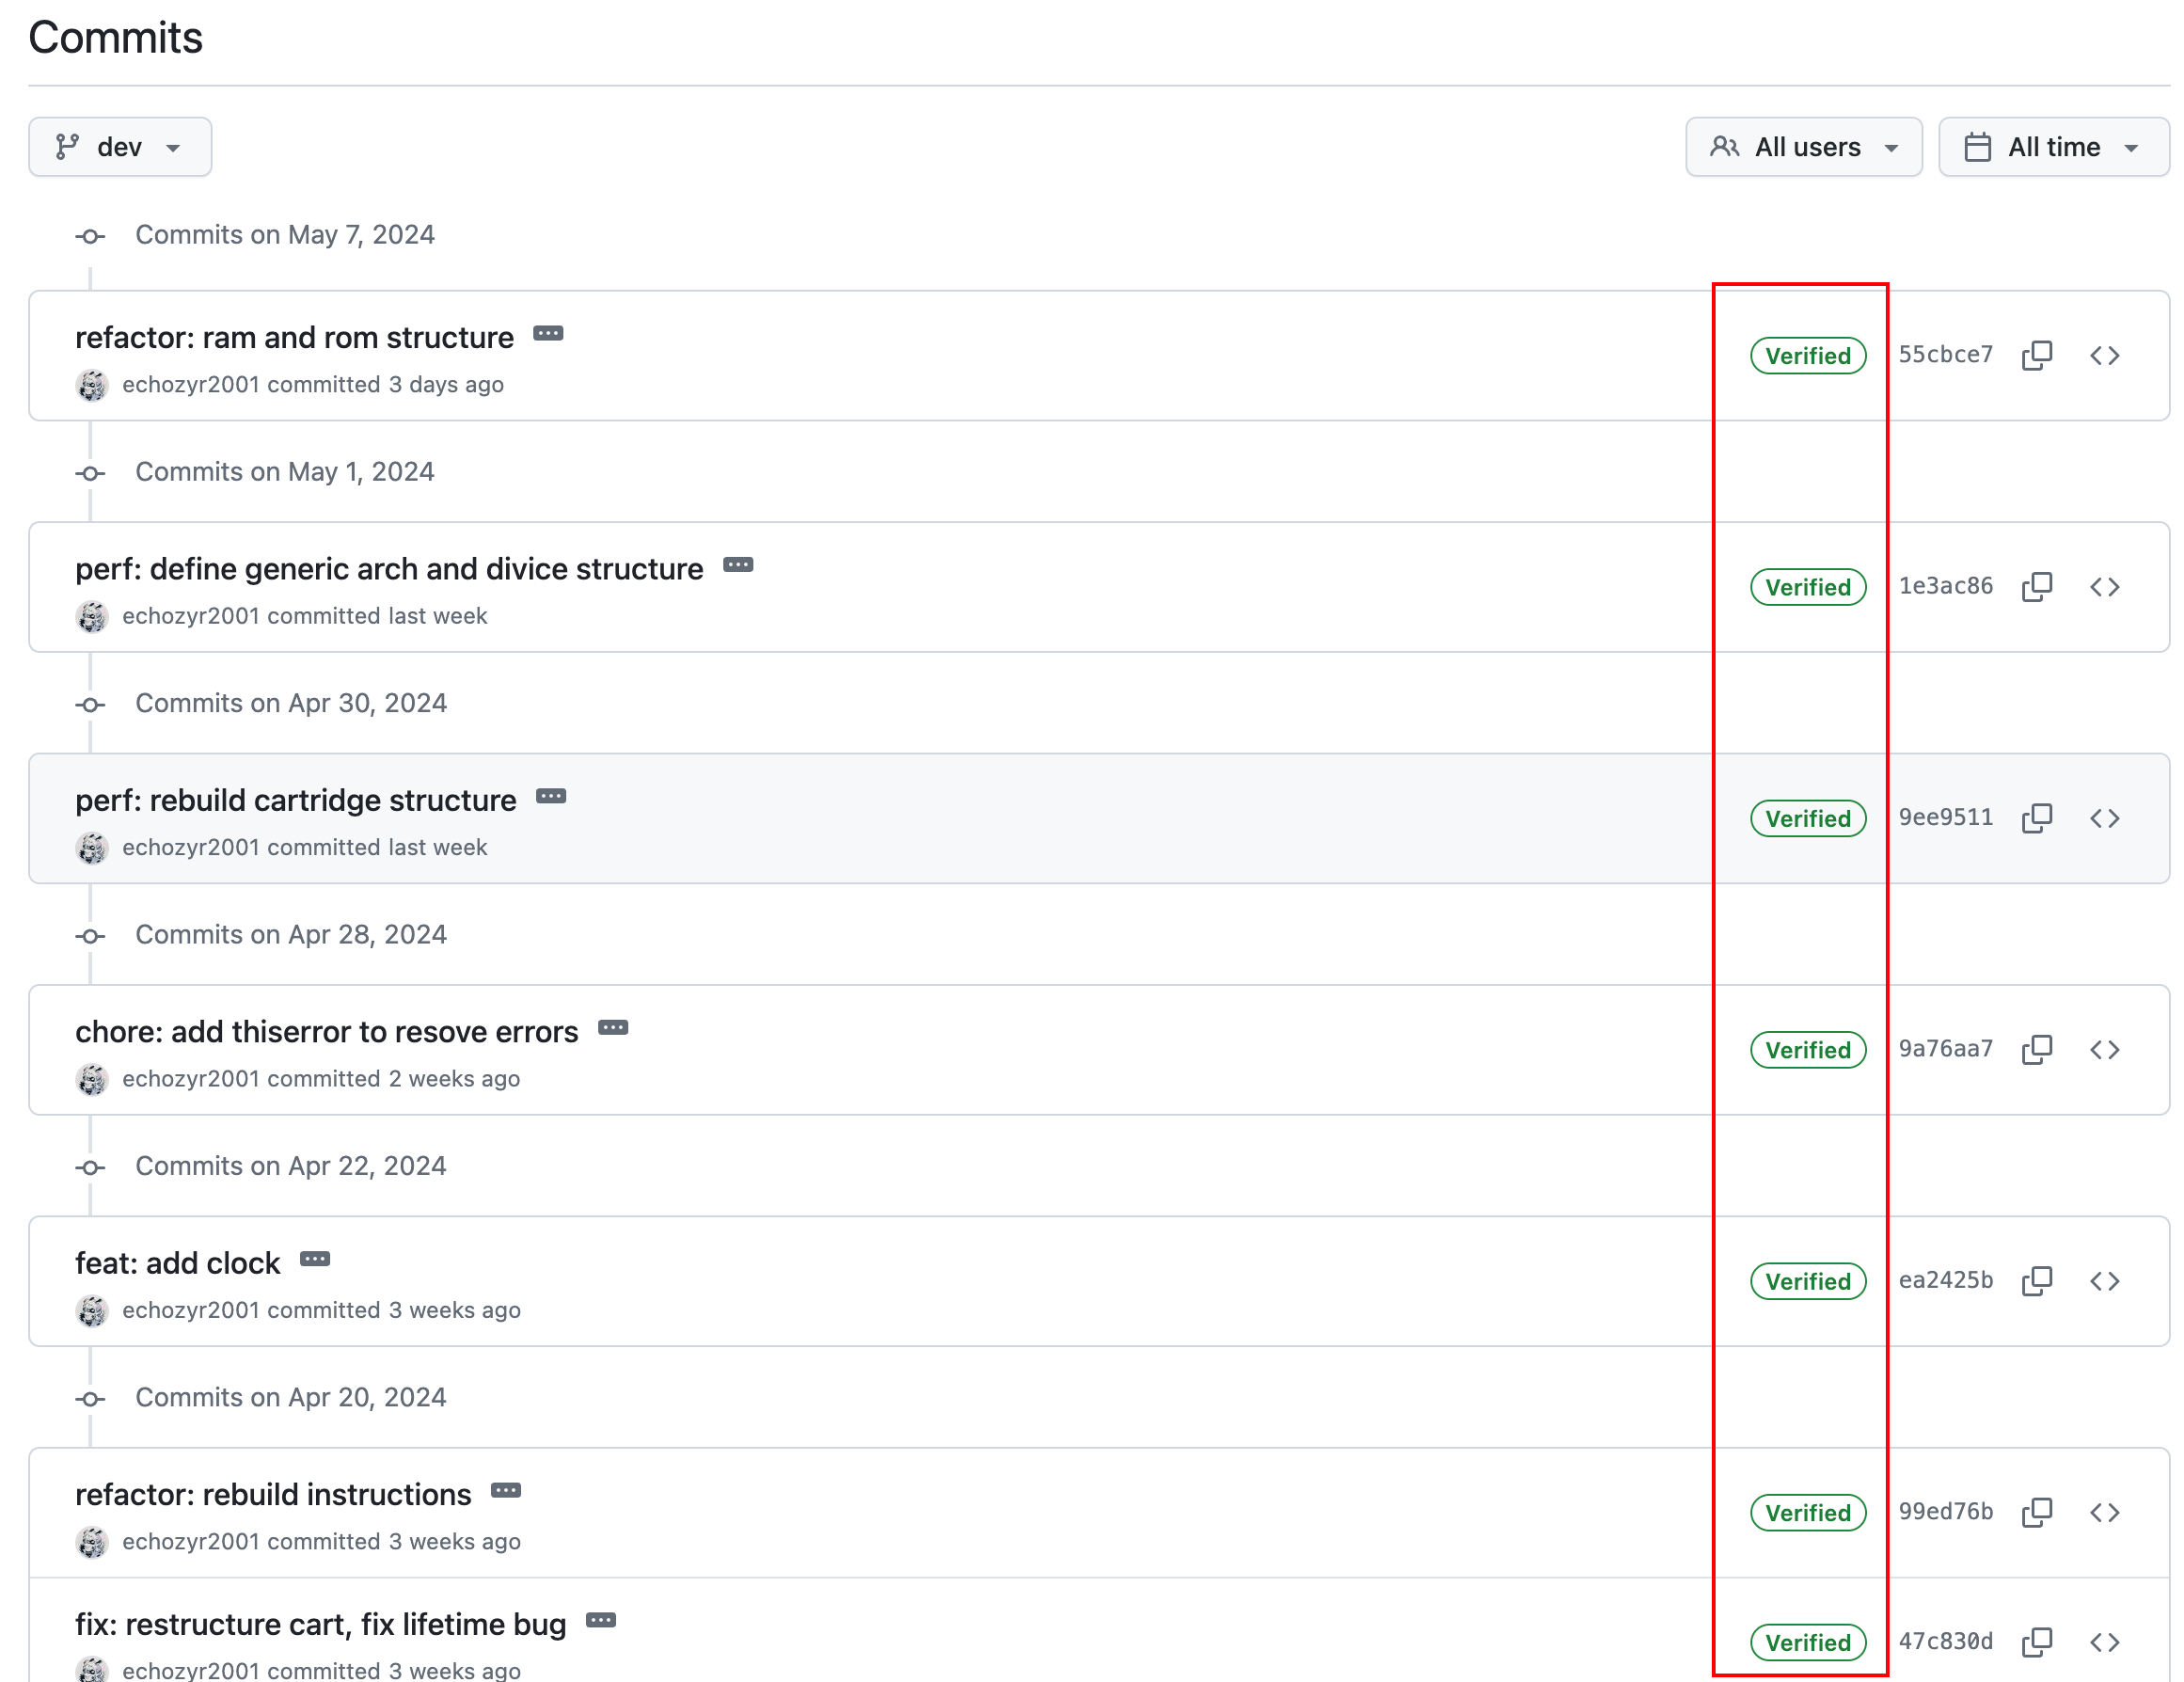 Commits
dev
All users
All time
Commits on May 7, 2024
refactor: ram and rom structure
Verified
55cbce7
echozyr2001 committed 3 days ago
Commits on May 1, 2024
perf: define generic arch and divice structure
Verified
1e3ac86
echozyr2001 committed last week
Commits on Apr 30, 2024
perf: rebuild cartridge structure
Verified
9ee9511
echozyr2001 committed last week
Commits on Apr 28, 2024
chore: add thiserror to resove errors
Verified
9a76aa7
echozyr2001 committed 2 weeks ago
Commits on Apr 22, 2024
feat: add clock
Verified
ea2425b
echozyr2001 committed 3 weeks ago
Commits on Apr 20, 2024
refactor: rebuild instructions
Verified
99ed76b
echozyr2001 committed 3 weeks ago
fix: restructure cart, fix lifetime bug
Verified
47c830d
echozyr2001 committed 3 weeks ago